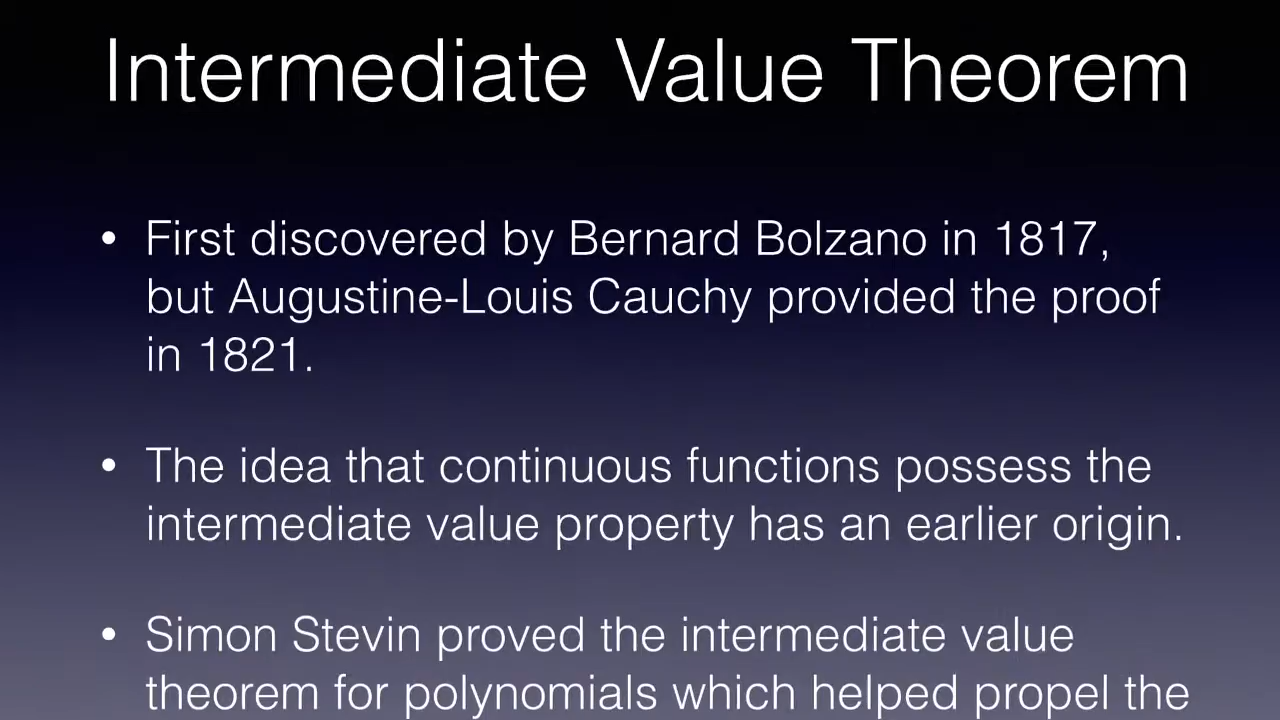 Intermediate Value Theorem
• First discovered by Bernard Bolzano in 1817,
but Augustine-Louis Cauchy provided the proof
in 1821.
• The idea that continuous functions possess the
intermediate value property has an earlier origin.
• Simon Stevin proved the intermediate value
theorem for polynomials which helped propel the